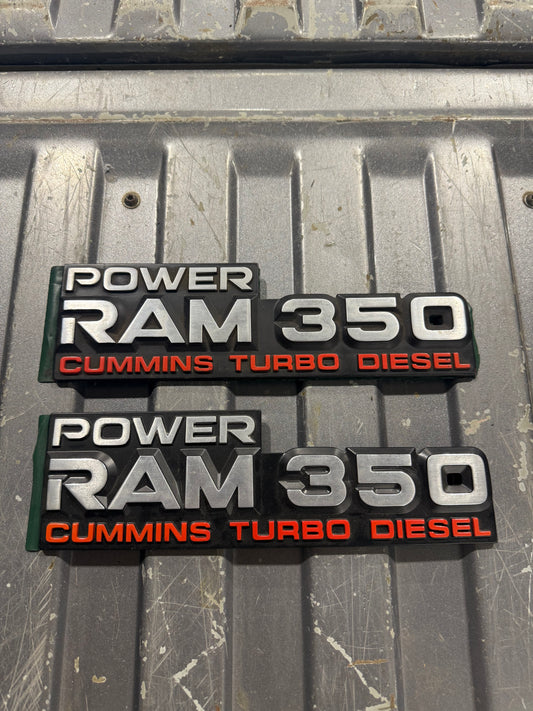 POWER
RAM 350
CUMMINS TURBO DIESEL
POWER
RAM 350
CUMMINS TURBO DIESEL